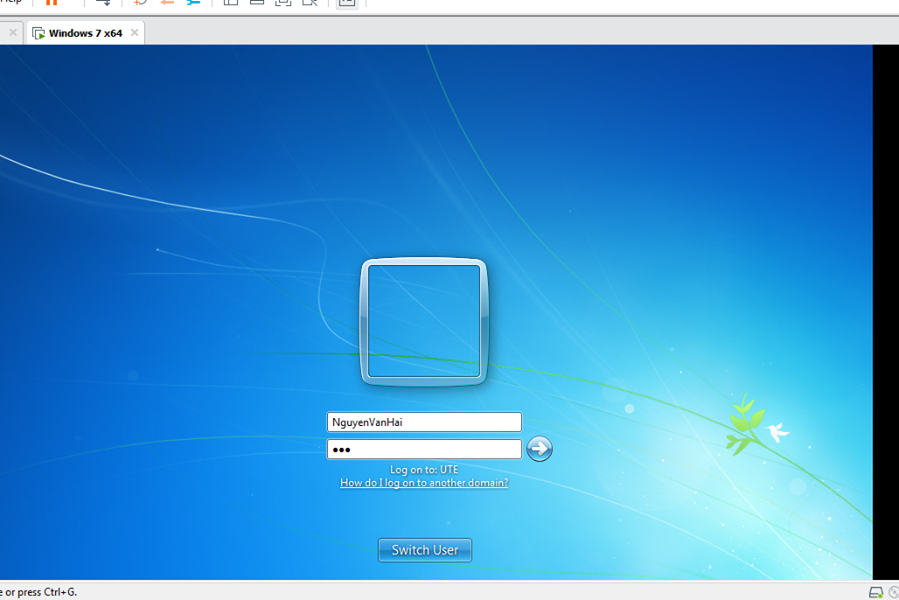 Help
Windows 7 x64
NguyenVanHai
●●●
Log on to: UTE
How do I log on to another domain?
Switch User
e or press Ctrl+G.